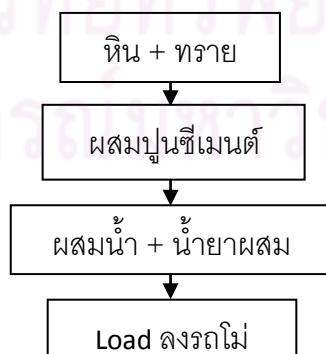 หิน + ทราย
ผสมปูนซีเมนต์
ผสมน้ำ + น้ำยาผสม
Load ลงรถโม่